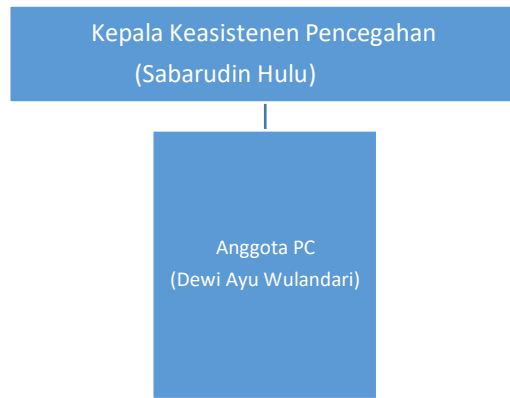 Kepala Keasistenen Pencegahan
(Sabarudin Hulu)
Anggota PC
(Dewi Ayu Wulandari)